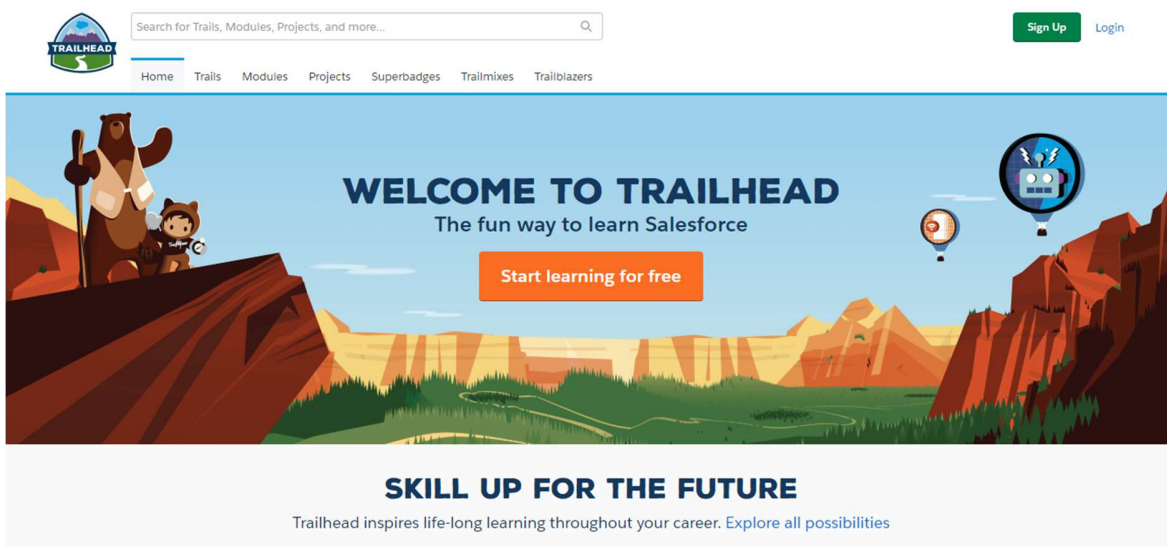 TRAILHEAD
Search for Trails, Modules, Projects, and more...
Sign Up
Login
Home
Trails
Modules
Projects
Superbadges
Trailmixes
Trailblazers
WELCOME TO TRAILHEAD
The fun way to learn Salesforce
Start learning for free
SKILL UP FOR THE FUTURE
Trailhead inspires life-long learning throughout your career. Explore all possibilities